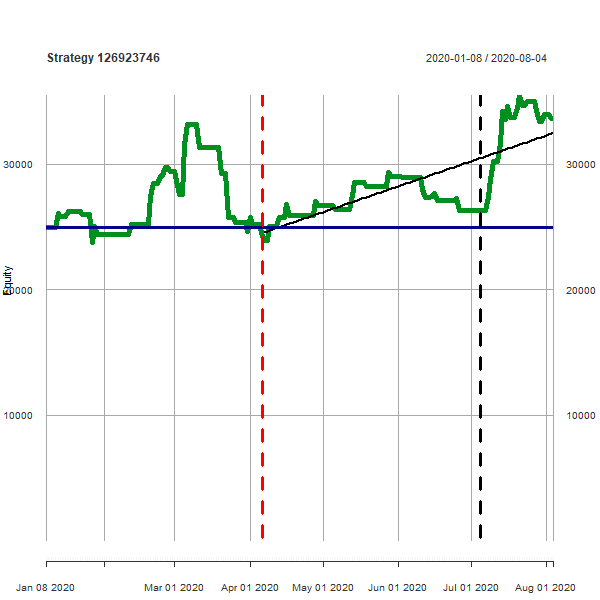 Strategy 126923746
2020-01-08 / 2020-08-04
30000
30000
Equity
20000
20000
10000
10000
Jan 08 2020
Mar 01 2020
Apr 01 2020
May 01 2020
Jun 01 2020
Jul 01 2020
Aug 01 2020